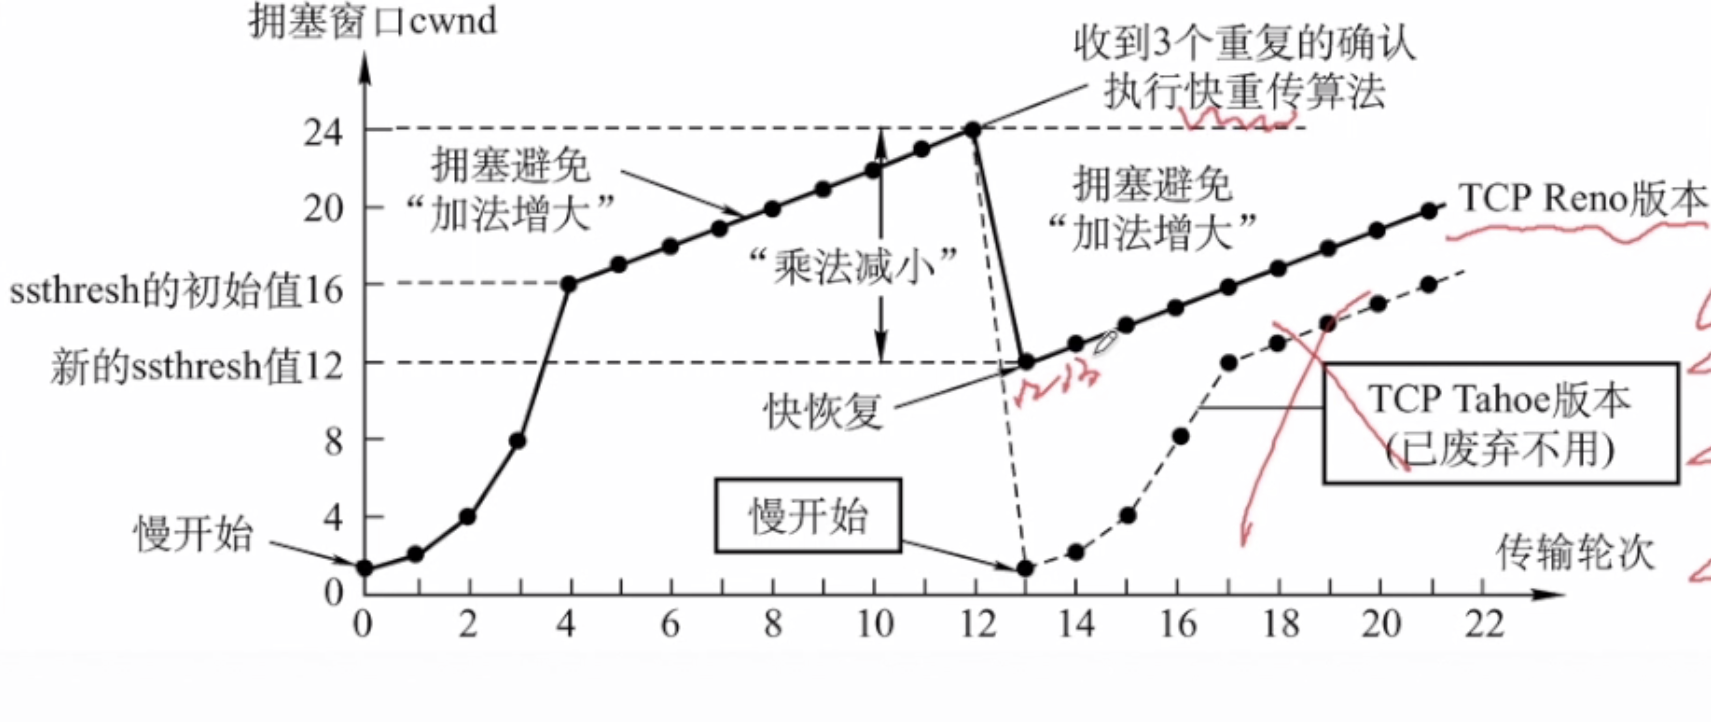 拥塞窗口cwnd
收到3个重复的确认
执行快重传算法
24
拥塞避免
“加法增大”
拥塞避免
“加法增大”
TCP Reno版本
20
“乘法减小”
ssthresh的初始值16
新的ssthresh值12
快恢复
TCP Tahoe版本
(已废弃不用)
8
慢开始
4
慢开始
传输轮次
0
0 2 4 6 8 10 12 14 16 18 20 22